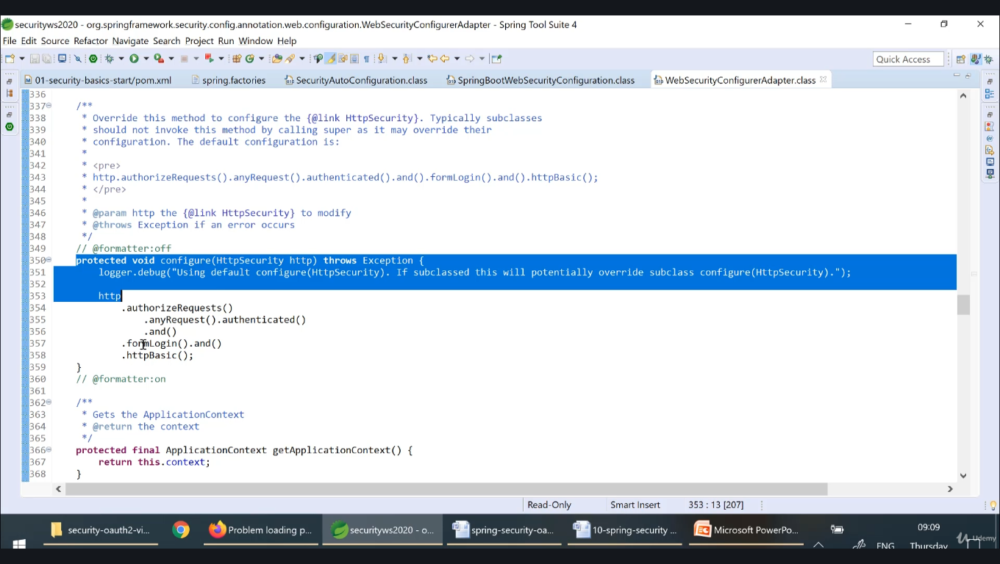 securityws2020 - org.springframework.security.config.annotation.web.configuration.WebSecurityConfigurerAdapter - Spring Tool Suite 4
File Edit Source Refactor Navigate Search Project Run Window Help
Quick Access
01-security-basics-start/pom.xml spring.factories SecurityAutoConfiguration.class SpringBootWebSecurityConfiguration.class WebSecurityConfigurerAdapter.class
336
337 /**
338 * Override this method to configure the {@link HttpSecurity}. Typically subclasses
339 * should not invoke this method by calling super as it may override their
340 * configuration. The default configuration is:
341 *
342 * <pre>
343 * http.authorizeRequests().anyRequest().authenticated().and().formLogin().and().httpBasic();
344 * </pre>
345 *
346 * @param http the {@link HttpSecurity} to modify
347 * @throws Exception if an error occurs
348 */
349 // @formatter:off
350 protected void configure(HttpSecurity http) throws Exception {
351 logger.debug("Using default configure(HttpSecurity). If subclassed this will potentially override subclass configure(HttpSecurity).");
352
353 http
354 .authorizeRequests()
355 .anyRequest().authenticated()
356 .and()
357 .formLogin().and()
358 .httpBasic();
359 }
360 // @formatter:on
361
362 /**
363 * Gets the ApplicationContext
364 * @return the context
365 */
366 protected final ApplicationContext getApplicationContext() {
367 return this.context;
368 }
Read-Only Smart Insert 353 : 13 [207]
security-oauth2-vi... Problem loading p... securityws2020 - o... spring-security-oa... 10-spring-security ... Microsoft PowerPo... 09:09
ENG Thursday Udemy